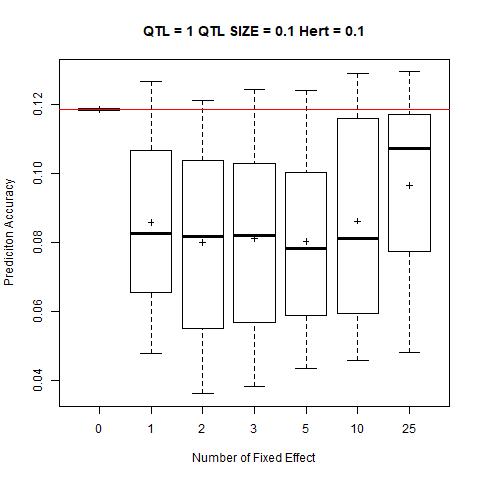 QTL = 1 QTL SIZE = 0.1 Hert = 0.1
Prediciton Accuracy
0.12
0.10
0.08
0.06
0.04
0 1 2 3 5 10 25
Number of Fixed Effect